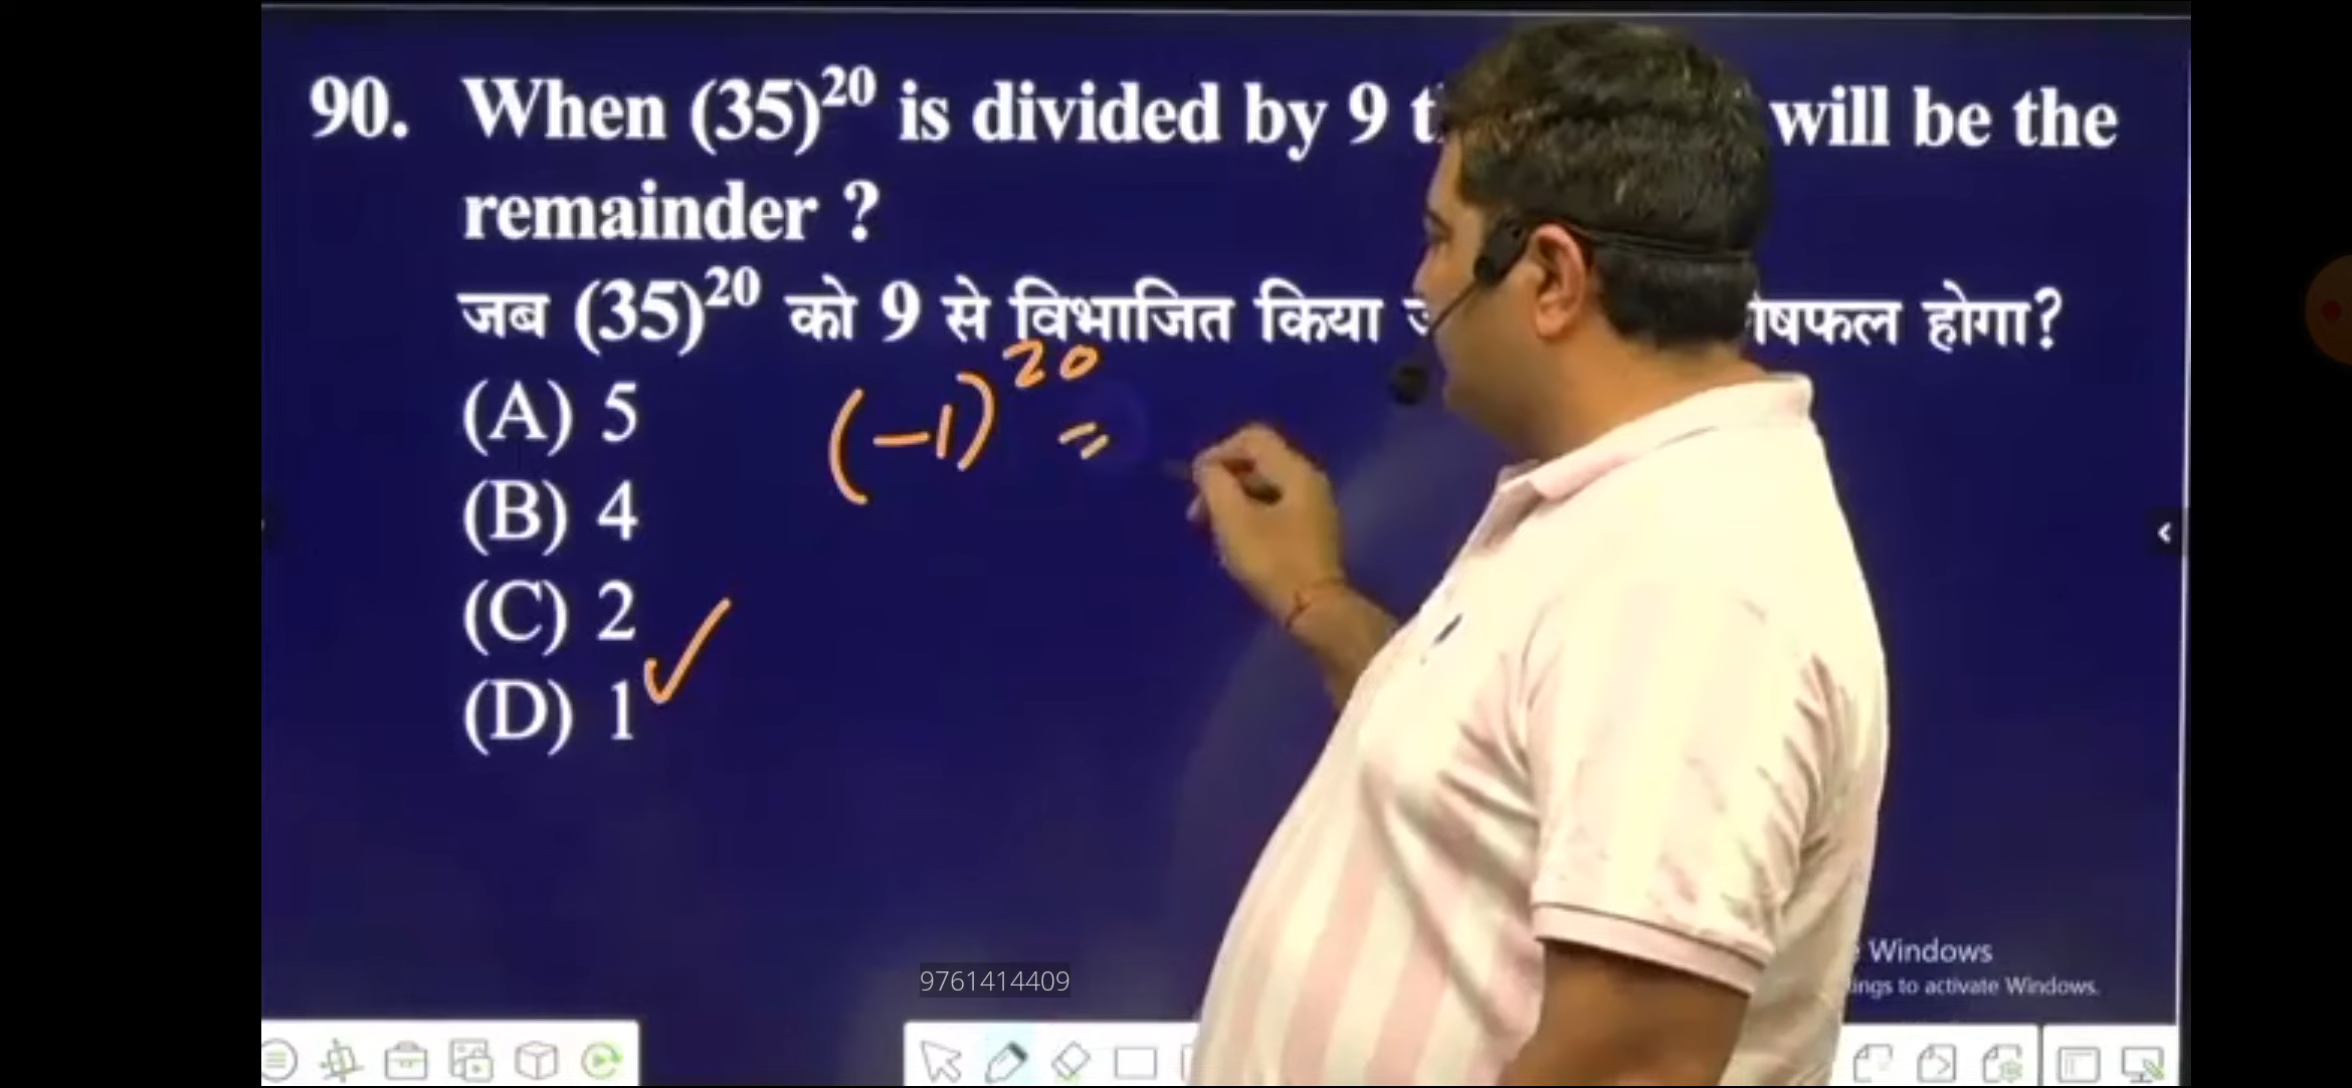 90. When (35)²⁰ is divided by 9 will be the
remainder ?
जब (35)²⁰ को 9 से विभाजित किया होगा?
(A) 5
(−1)²⁰ =
(B) 4
(C) 2
(D) 1 ✓
9761414409
Windows
to activate Windows.